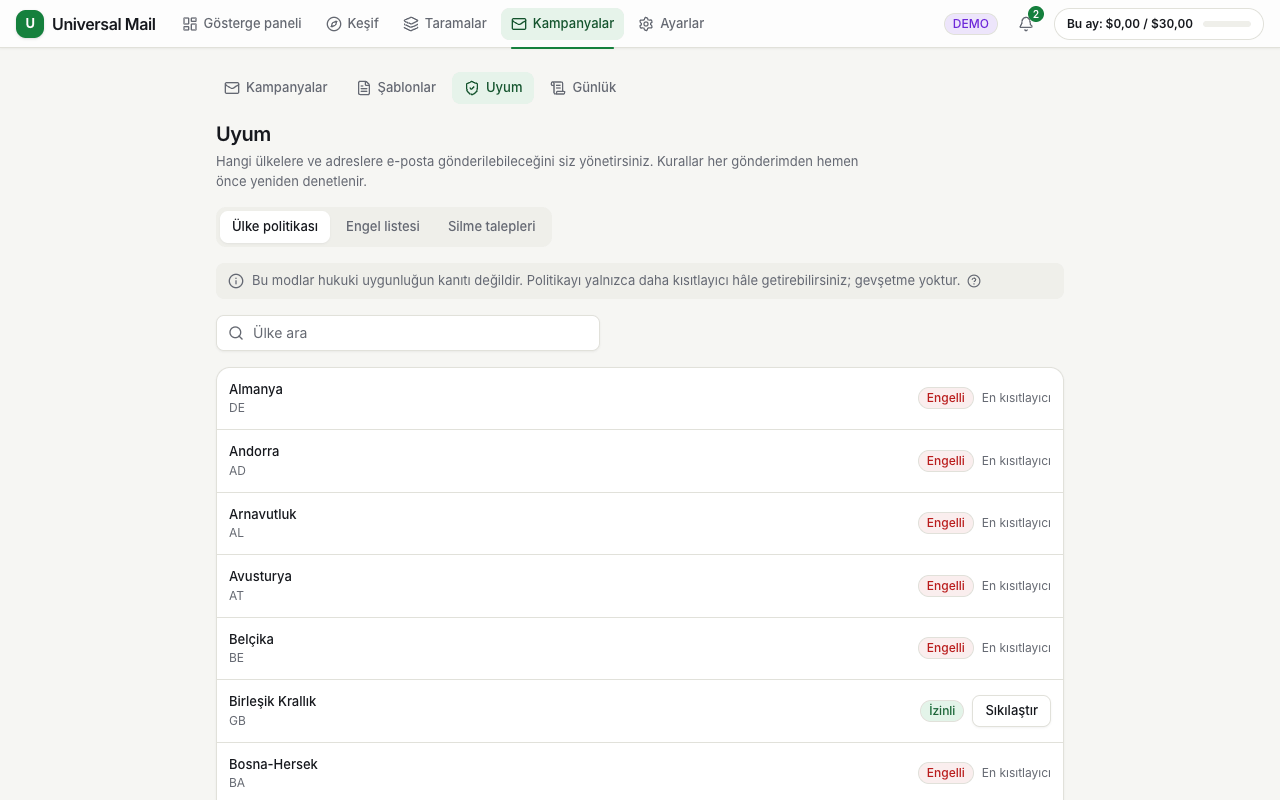 U Universal Mail Gösterge paneli Keşif Taramalar Kampanyalar Ayarlar DEMO 2 Bu ay: $0,00 / $30,00
Kampanyalar Şablonlar Uyum Günlük
Uyum
Hangi ülkelere ve adreslere e-posta gönderilebileceğini siz yönetirsiniz. Kurallar her gönderimden hemen
önce yeniden denetlenir.
Ülke politikası Engel listesi Silme talepleri
Bu modlar hukuki uygunluğun kanıtı değildir. Politikayı yalnızca daha kısıtlayıcı hâle getirebilirsiniz; gevşetme yoktur.
Ülke ara
Almanya
DE
Engelli En kısıtlayıcı
Andorra
AD
Engelli En kısıtlayıcı
Arnavutluk
AL
Engelli En kısıtlayıcı
Avusturya
AT
Engelli En kısıtlayıcı
Belçika
BE
Engelli En kısıtlayıcı
Birleşik Krallık
GB
İzinli Sıkılaştır
Bosna-Hersek
BA
Engelli En kısıtlayıcı